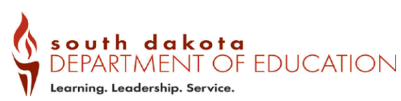 south dakota
DEPARTMENT OF EDUCATION
Learning. Leadership. Service.